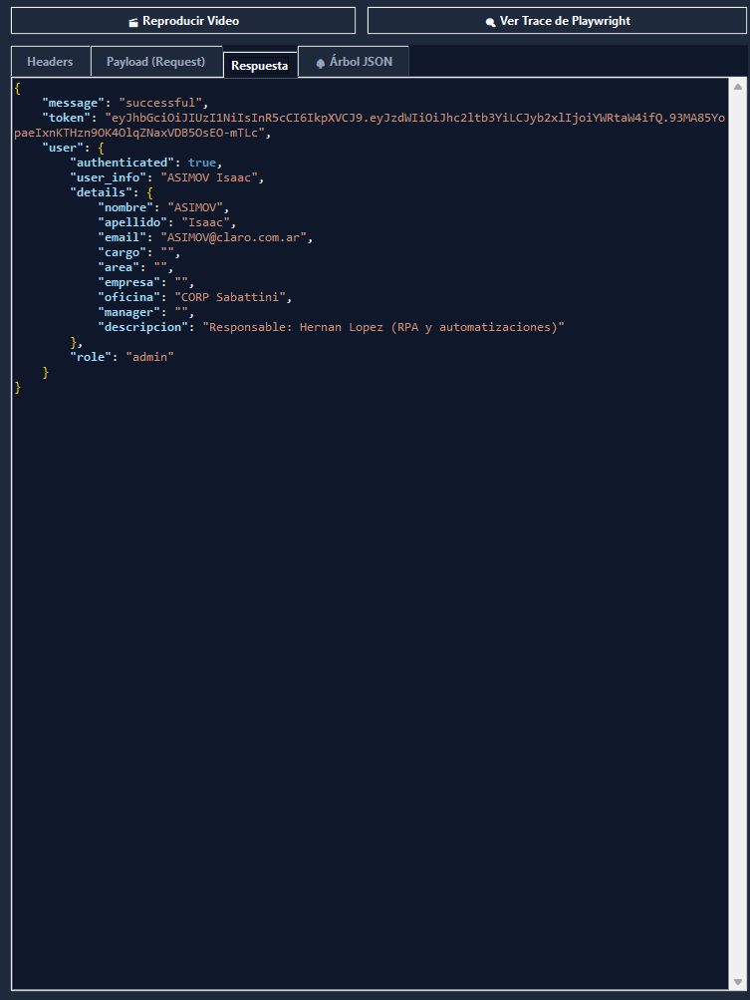 Reproducir Video
Ver Trace de Playwright
Headers
Payload (Request)
Respuesta
Árbol JSON
{
    "message": "successful",
    "token": "eyJhbGciOiJIUzI1NiIsInR5cCI6IkpXVCJ9.eyJzdWIiOiJhc2ltb3YiLCJyb2xlIjoiYWRtaW4ifQ.93MA85Yo
paeIxnKTHzn9OK4OlqZNaxVDB5OsEO-mTLc",
    "user": {
        "authenticated": true,
        "user_info": "ASIMOV Isaac",
        "details": {
            "nombre": "ASIMOV",
            "apellido": "Isaac",
            "email": "ASIMOV@claro.com.ar",
            "cargo": "",
            "area": "",
            "empresa": "",
            "oficina": "CORP Sabattini",
            "manager": "",
            "descripcion": "Responsable: Hernan Lopez (RPA y automatizaciones)"
        },
        "role": "admin"
    }
}